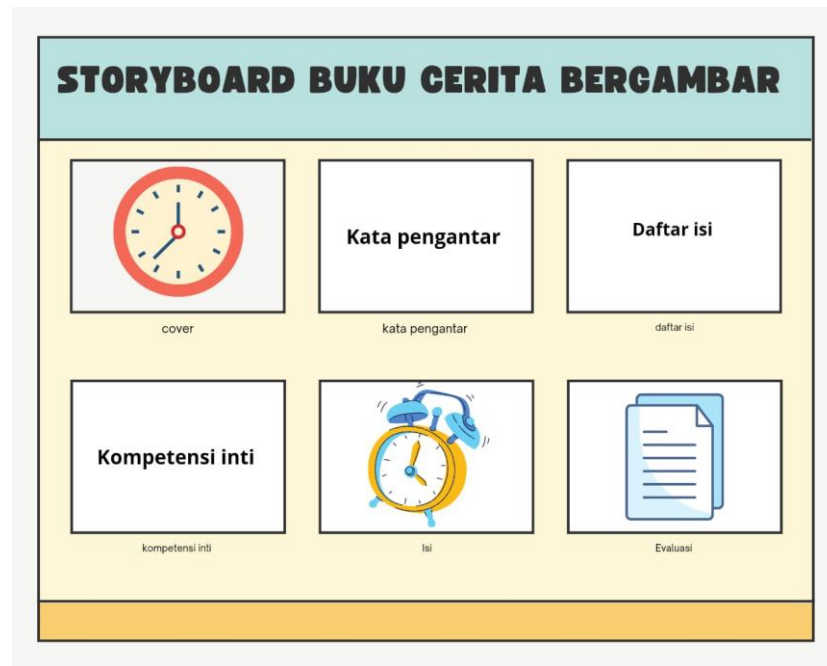 STORYBOARD BUKU CERITA BERGAMBAR
Kata pengantar
Daftar isi
cover
kata pengantar
daftar isi
Kompetensi inti
kompetensi inti
Isi
Evaluasi